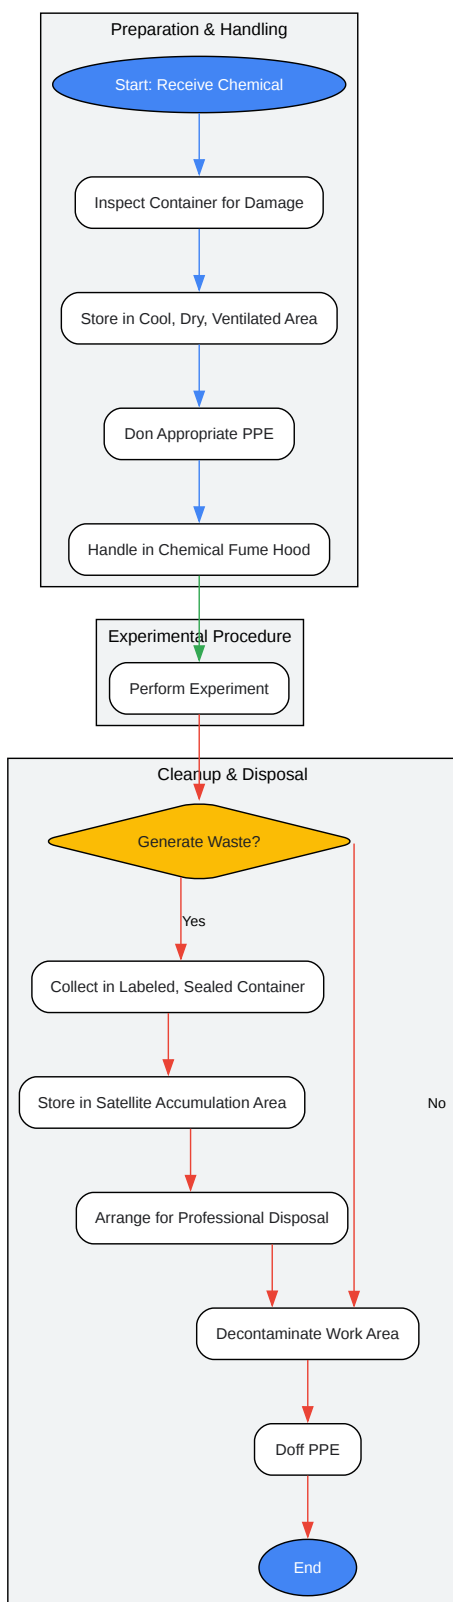 Preparation & Handling
Start: Receive Chemical
Inspect Container for Damage
Store in Cool, Dry, Ventilated Area
Don Appropriate PPE
Handle in Chemical Fume Hood
Experimental Procedure
Perform Experiment
Cleanup & Disposal
Generate Waste?
Yes
Collect in Labeled, Sealed Container
Store in Satellite Accumulation Area
No
Arrange for Professional Disposal
Decontaminate Work Area
Doff PPE
End